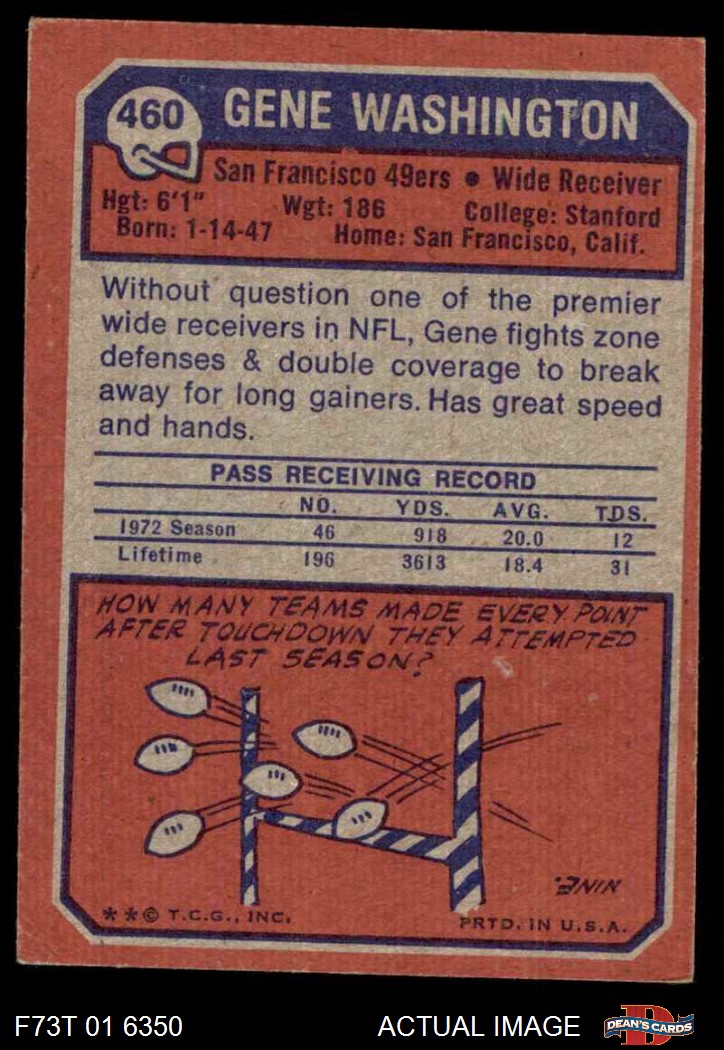 460 GENE WASHINGTON
San Francisco 49ers ● Wide Receiver
Hgt: 6'1" Wgt: 186 College: Stanford
Born: 1-14-47 Home: San Francisco, Calif.
Without question one of the premier
wide receivers in NFL, Gene fights zone
defenses & double coverage to break
away for long gainers. Has great speed
and hands.
PASS RECEIVING RECORD
NO. YDS. AVG. TDS.
1972 Season 46 918 20.0 12
Lifetime 196 3613 18.4 31
HOW MANY TEAMS MADE EVERY POINT
AFTER TOUCHDOWN THEY ATTEMPTED
LAST SEASON?
NINE.
**© T.C.G., INC. PRTD. IN U.S.A.
F73T 01 6350 ACTUAL IMAGE D DEAN'S CARDS